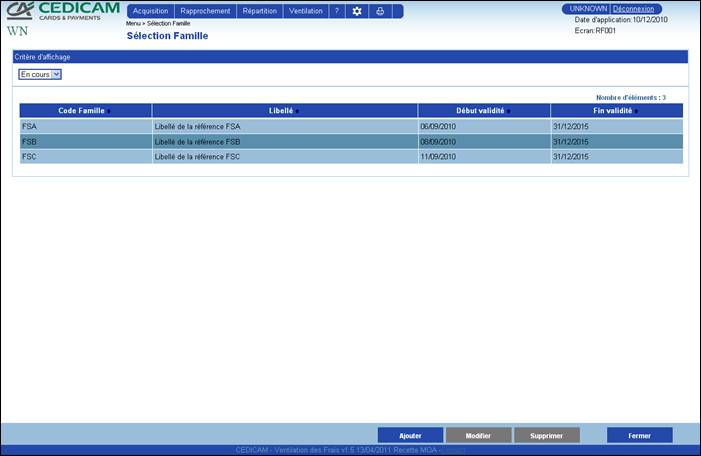 CEDICAM
CARDS & PAYMENTS
WN
Acquisition Rapprochement Répartition Ventilation ?
Menu > Sélection Famille
Sélection Famille
UNKNOWN Déconnexion
Date d'application:10/12/2010
Ecran:RF001
Critère d'affichage
En cours
Nombre d'éléments : 3
Code Famille Libellé Début validité Fin validité
FSA Libellé de la référence FSA 06/09/2010 31/12/2015
FSB Libellé de la référence FSB 08/09/2010 31/12/2015
FSC Libellé de la référence FSC 11/09/2010 31/12/2015
Ajouter Modifier Supprimer Fermer
CEDICAM - Ventilation des Frais v1.5 13/04/2011 Recette MOA -